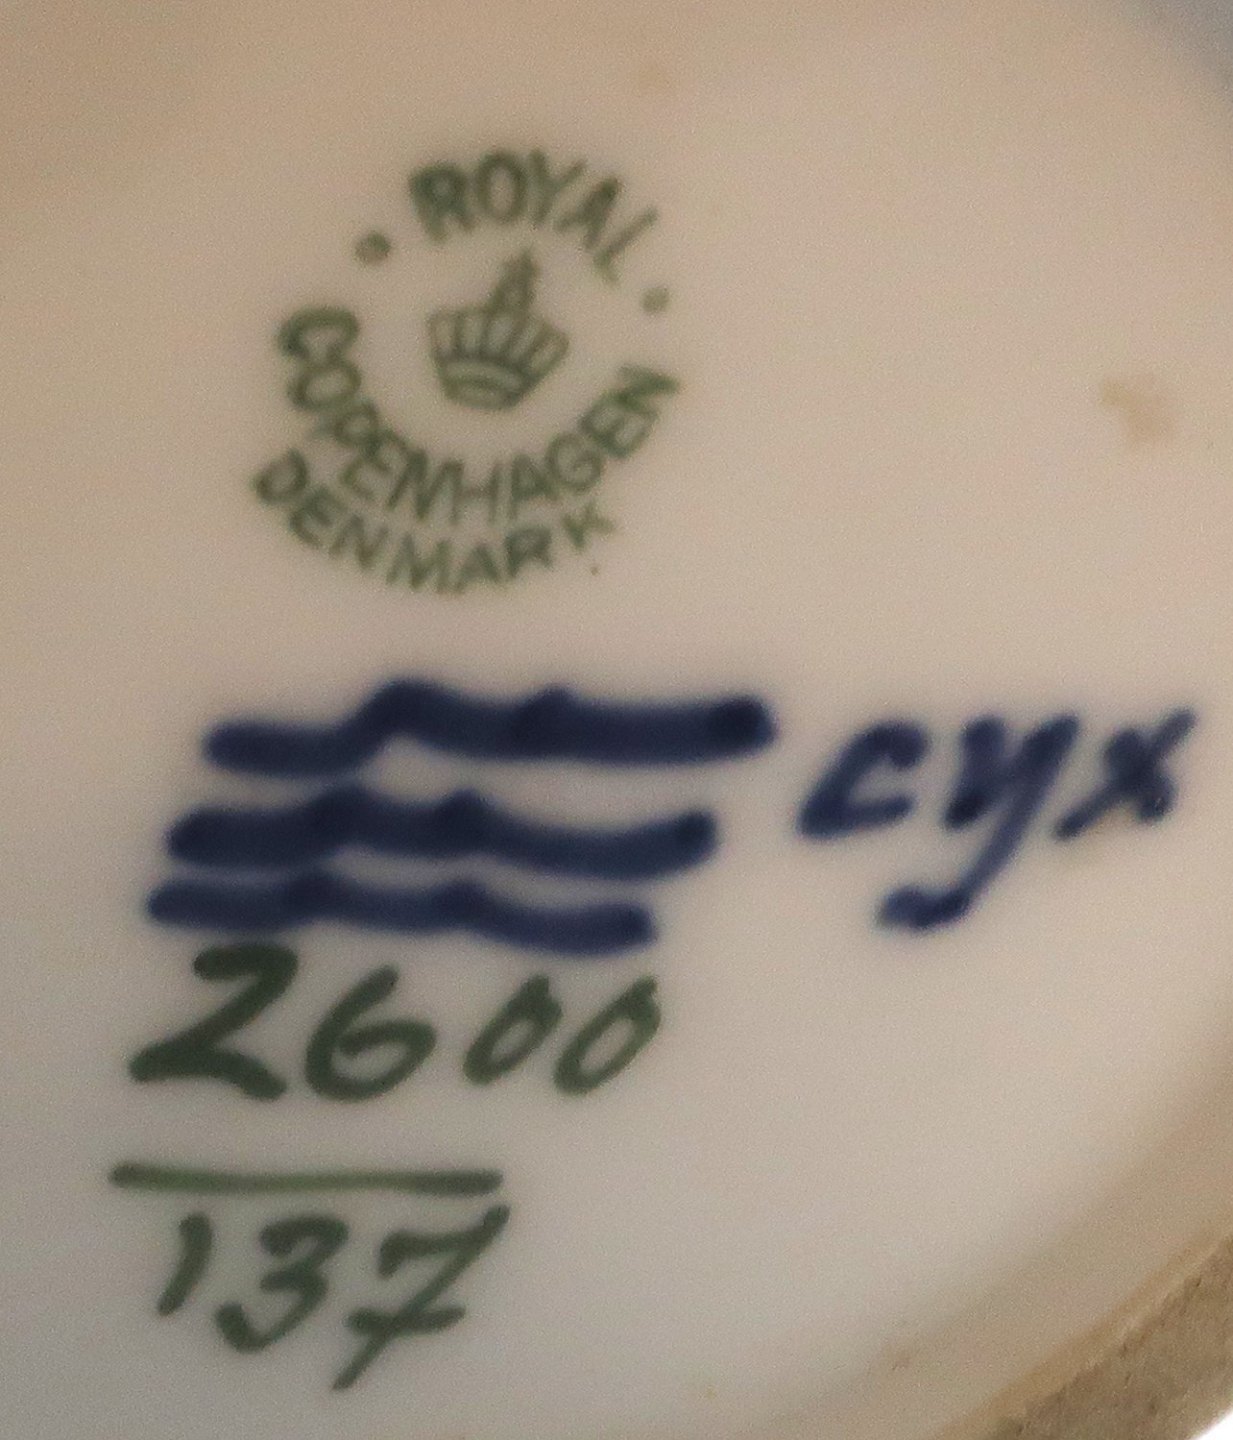 ROYAL
COPENHAGEN
DENMARK
cyx
2600
137